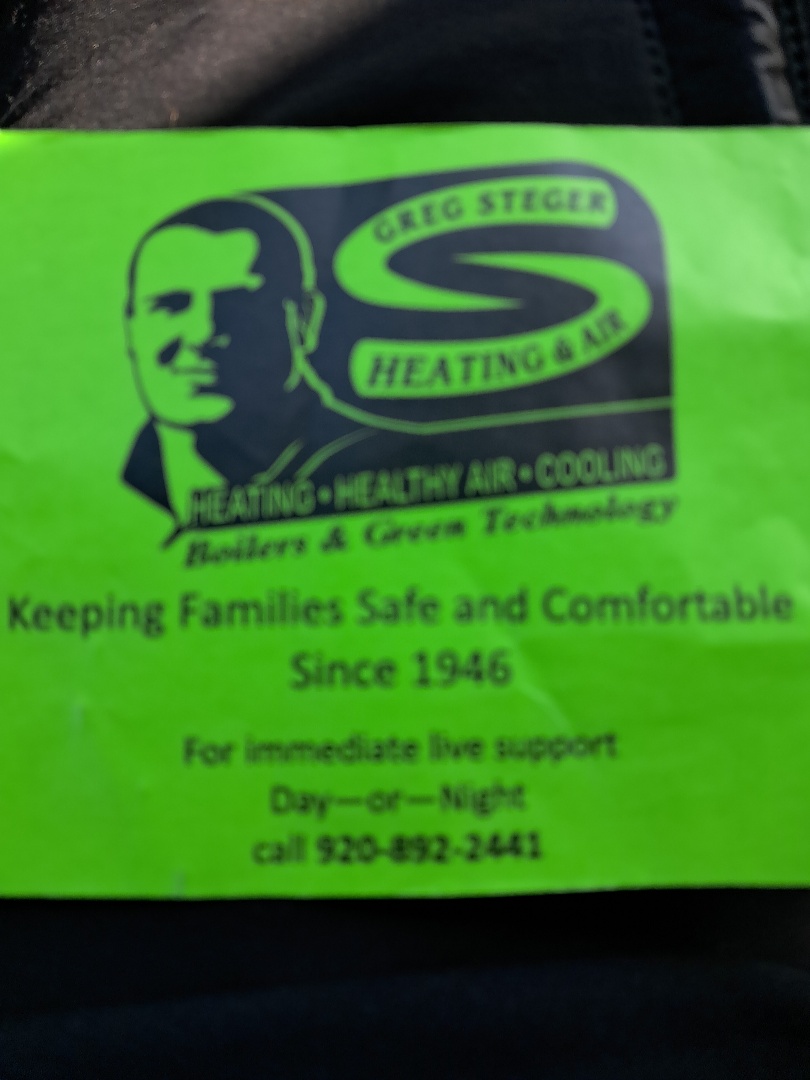 GREG STEGER
HEATING & AIR
HEATING • HEALTHY AIR • COOLING
Boilers & Green Technology
Keeping Families Safe and Comfortable
Since 1946
For immediate live support
Day—or—Night
call 920-892-2441